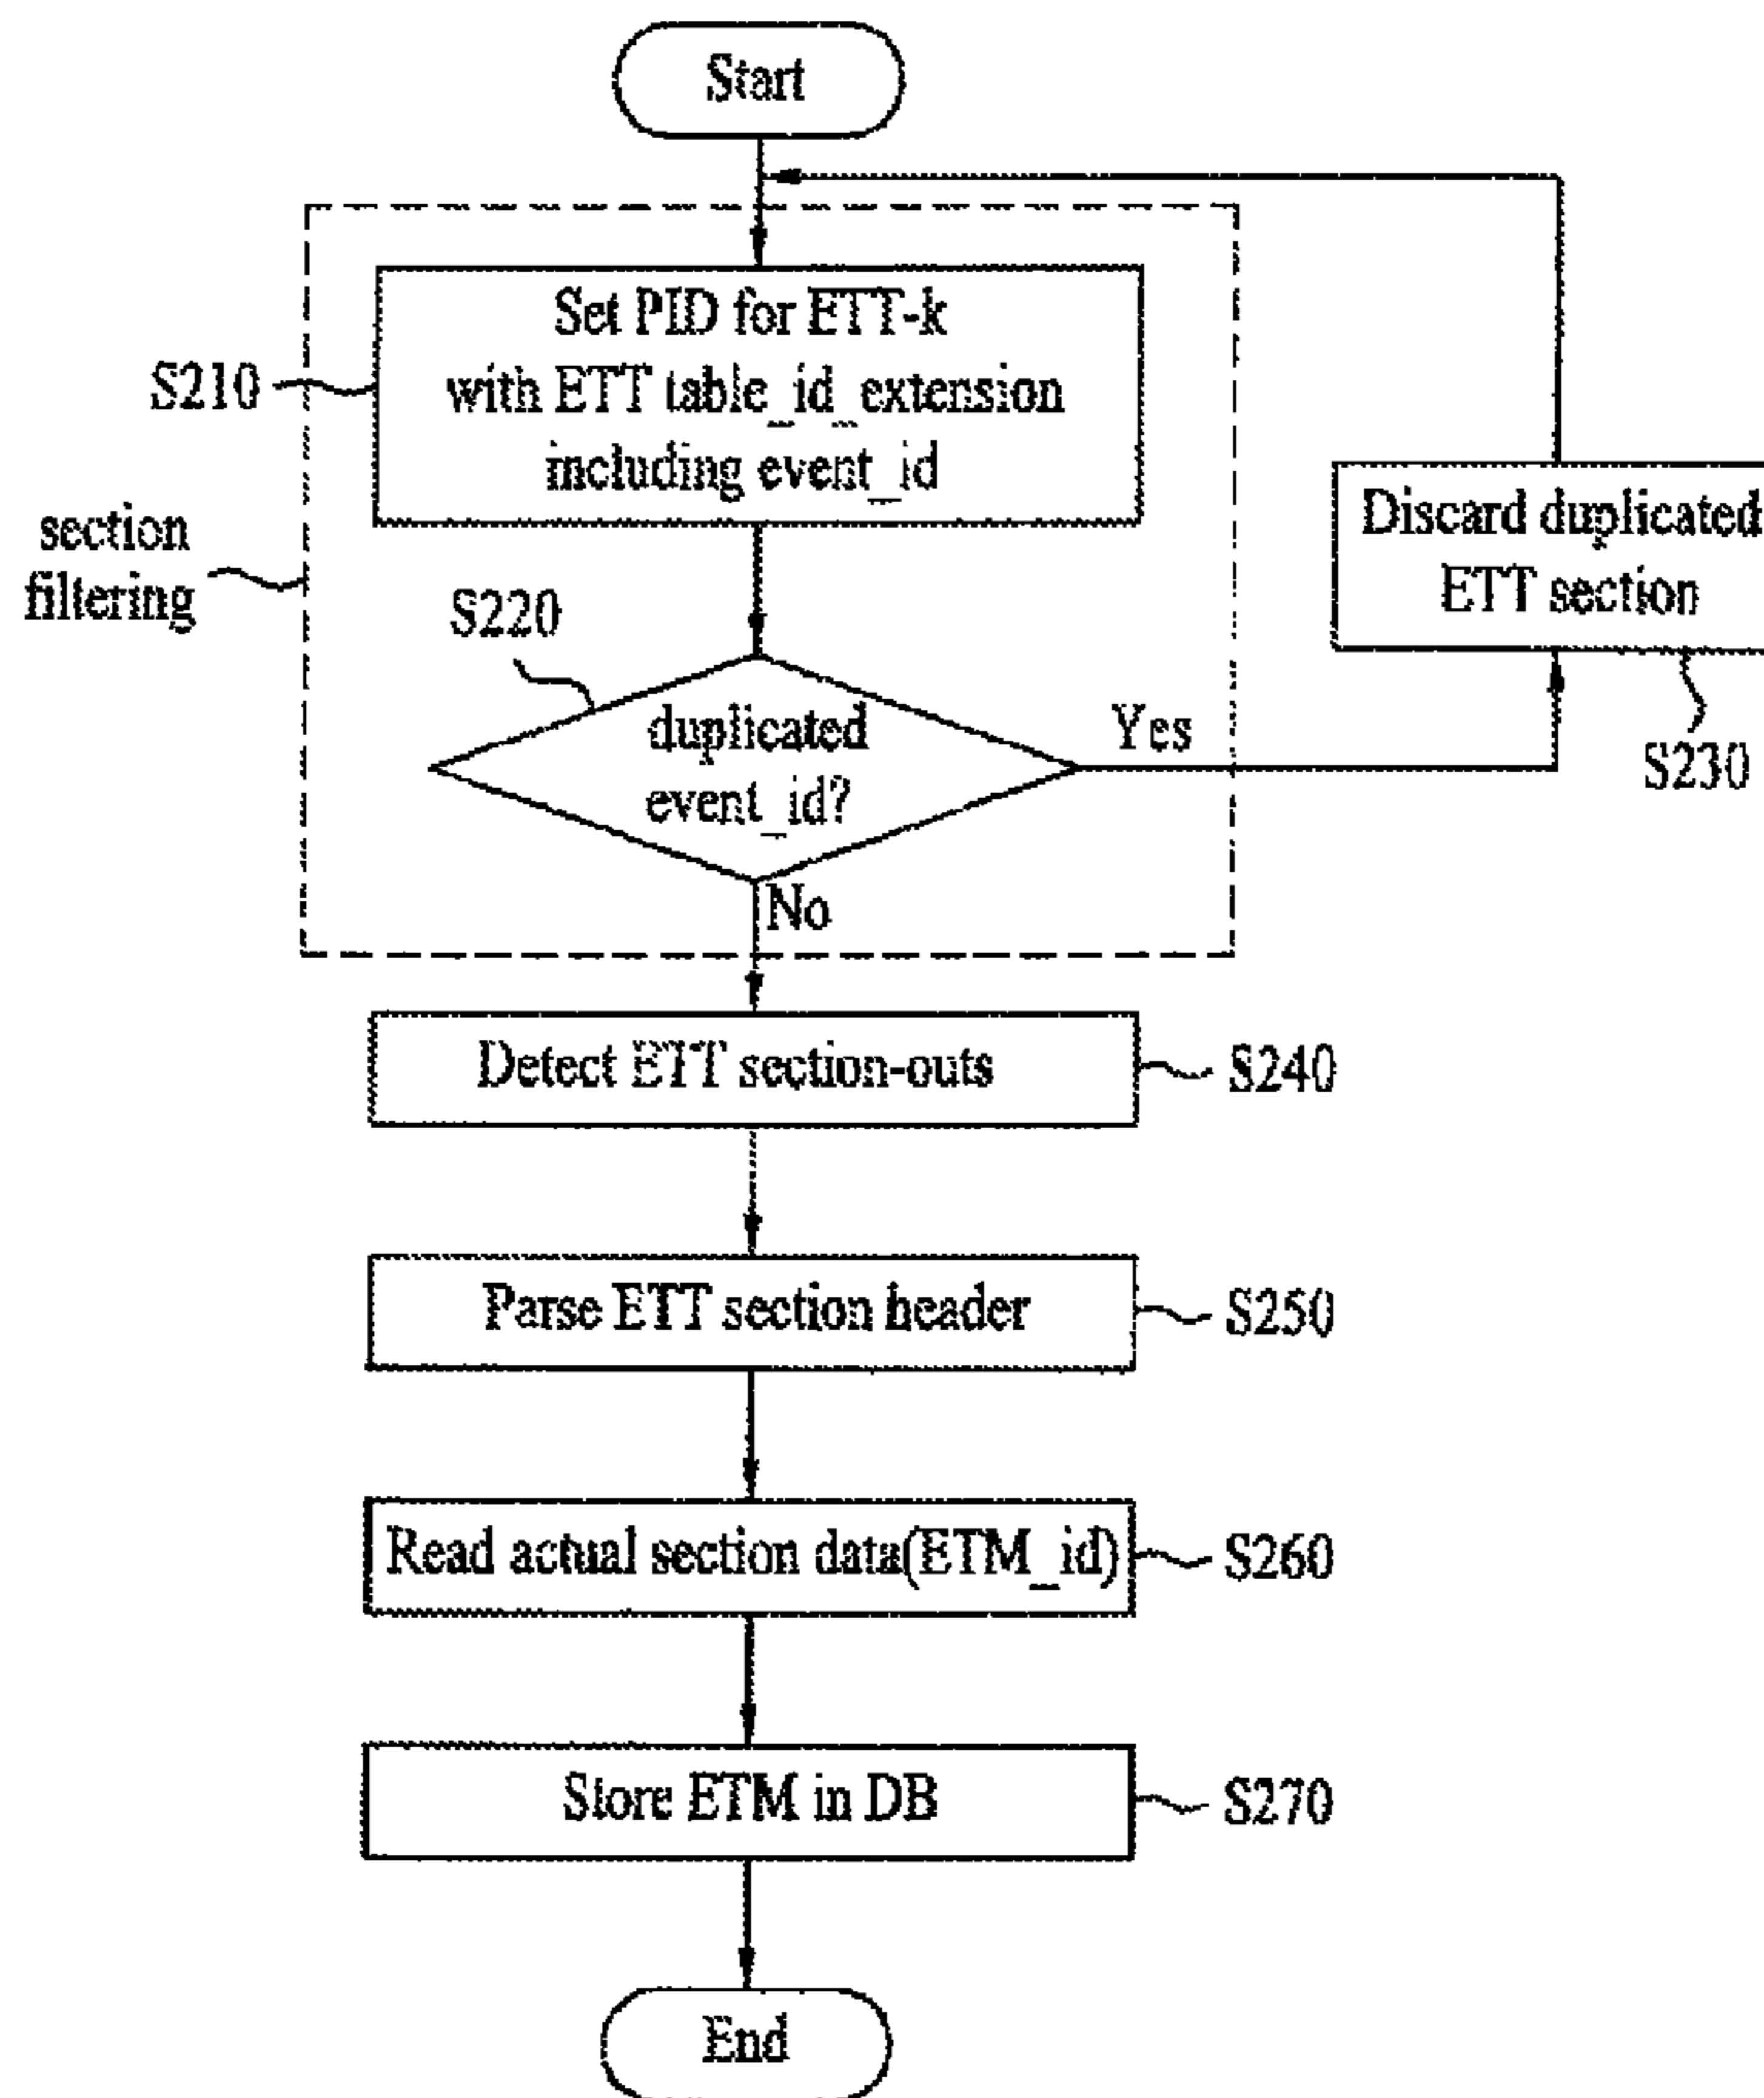 Start
Set PID for ETT-k
with ETT table_id_extension
including event_id
S210
section
filtering
S220
duplicated
event_id?
Yes
No
Discard duplicated
ETT section
S230
Detect ETT section-outs
S240
Parse ETT section header
S250
Read actual section data(ETM_id)
S260
Store ETM in DB
S270
End